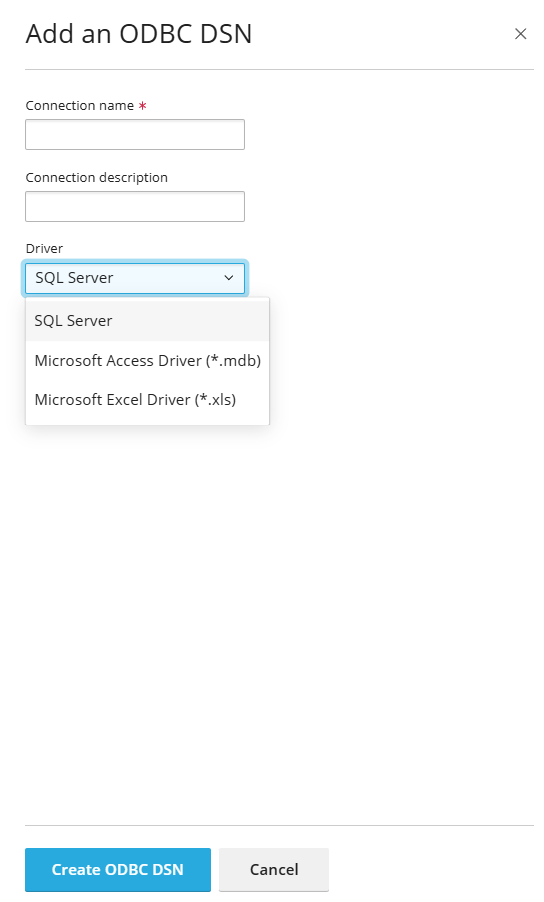 Add an ODBC DSN
Connection name *
Connection description
Driver
SQL Server
SQL Server
Microsoft Access Driver (*.mdb)
Microsoft Excel Driver (*.xls)
Create ODBC DSN
Cancel